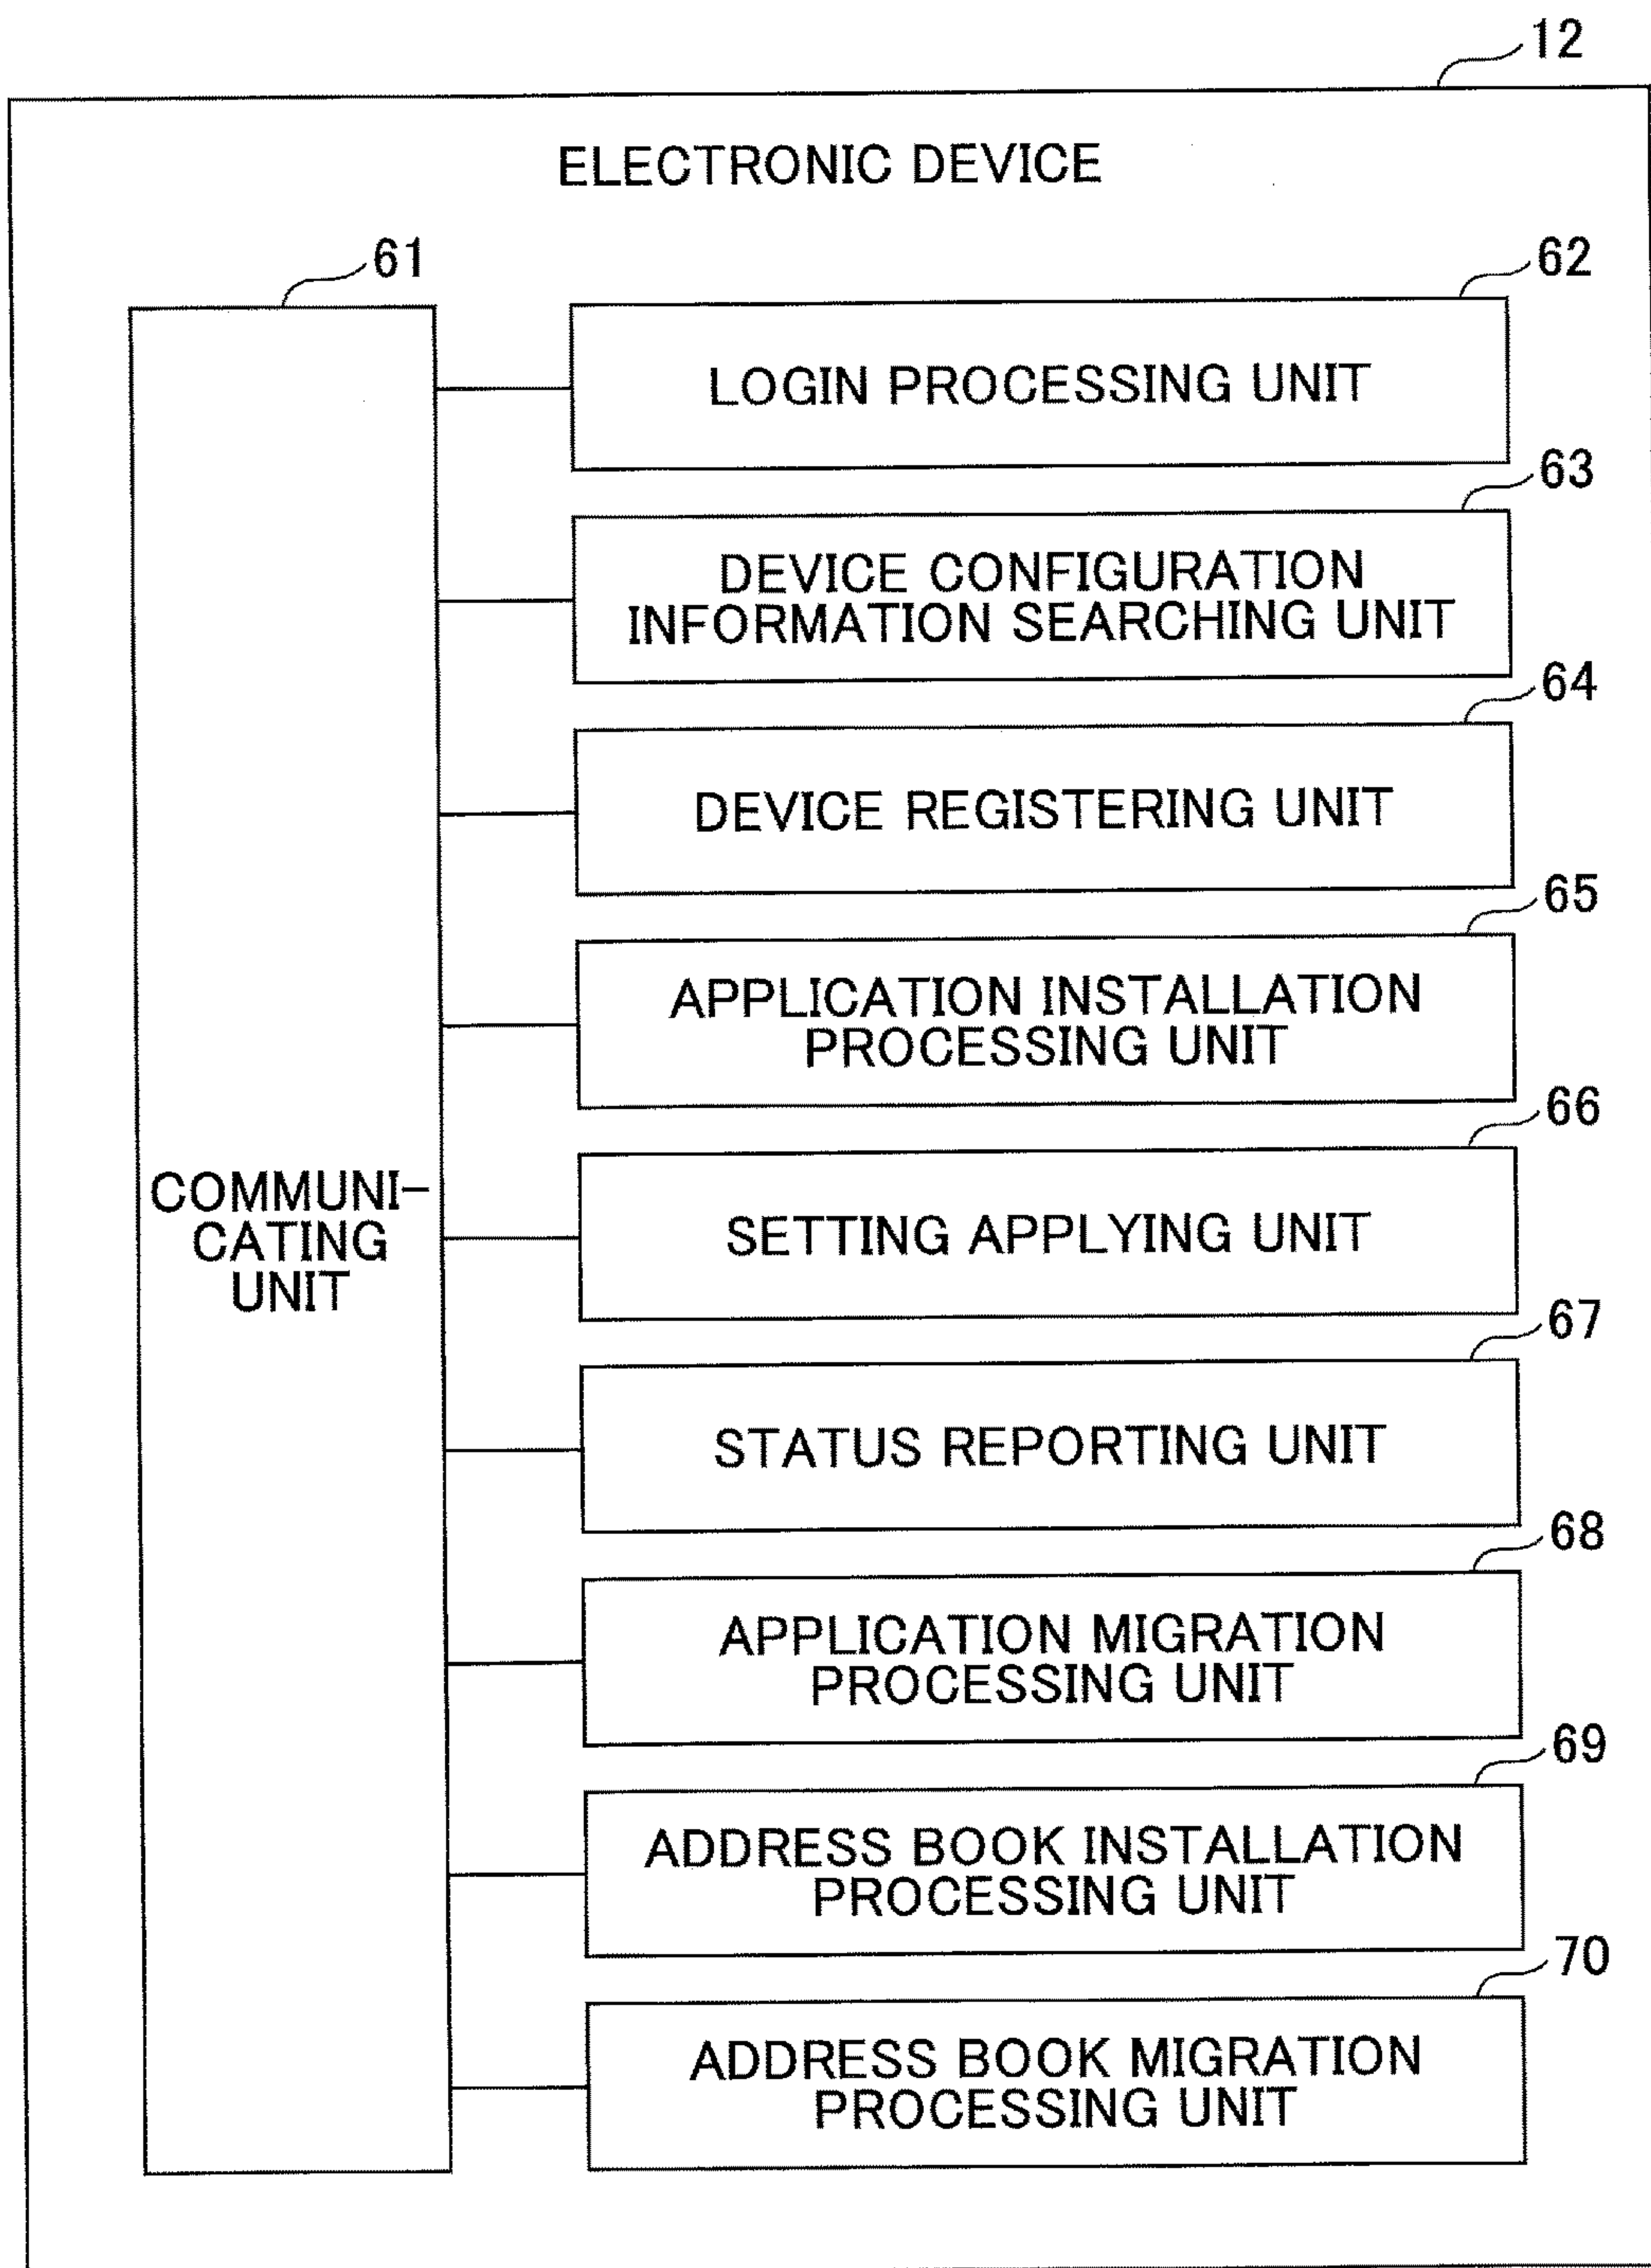 12
ELECTRONIC DEVICE
61
COMMUNI-
CATING
UNIT
62
LOGIN PROCESSING UNIT
63
DEVICE CONFIGURATION
INFORMATION SEARCHING UNIT
64
DEVICE REGISTERING UNIT
65
APPLICATION INSTALLATION
PROCESSING UNIT
66
SETTING APPLYING UNIT
67
STATUS REPORTING UNIT
68
APPLICATION MIGRATION
PROCESSING UNIT
69
ADDRESS BOOK INSTALLATION
PROCESSING UNIT
70
ADDRESS BOOK MIGRATION
PROCESSING UNIT